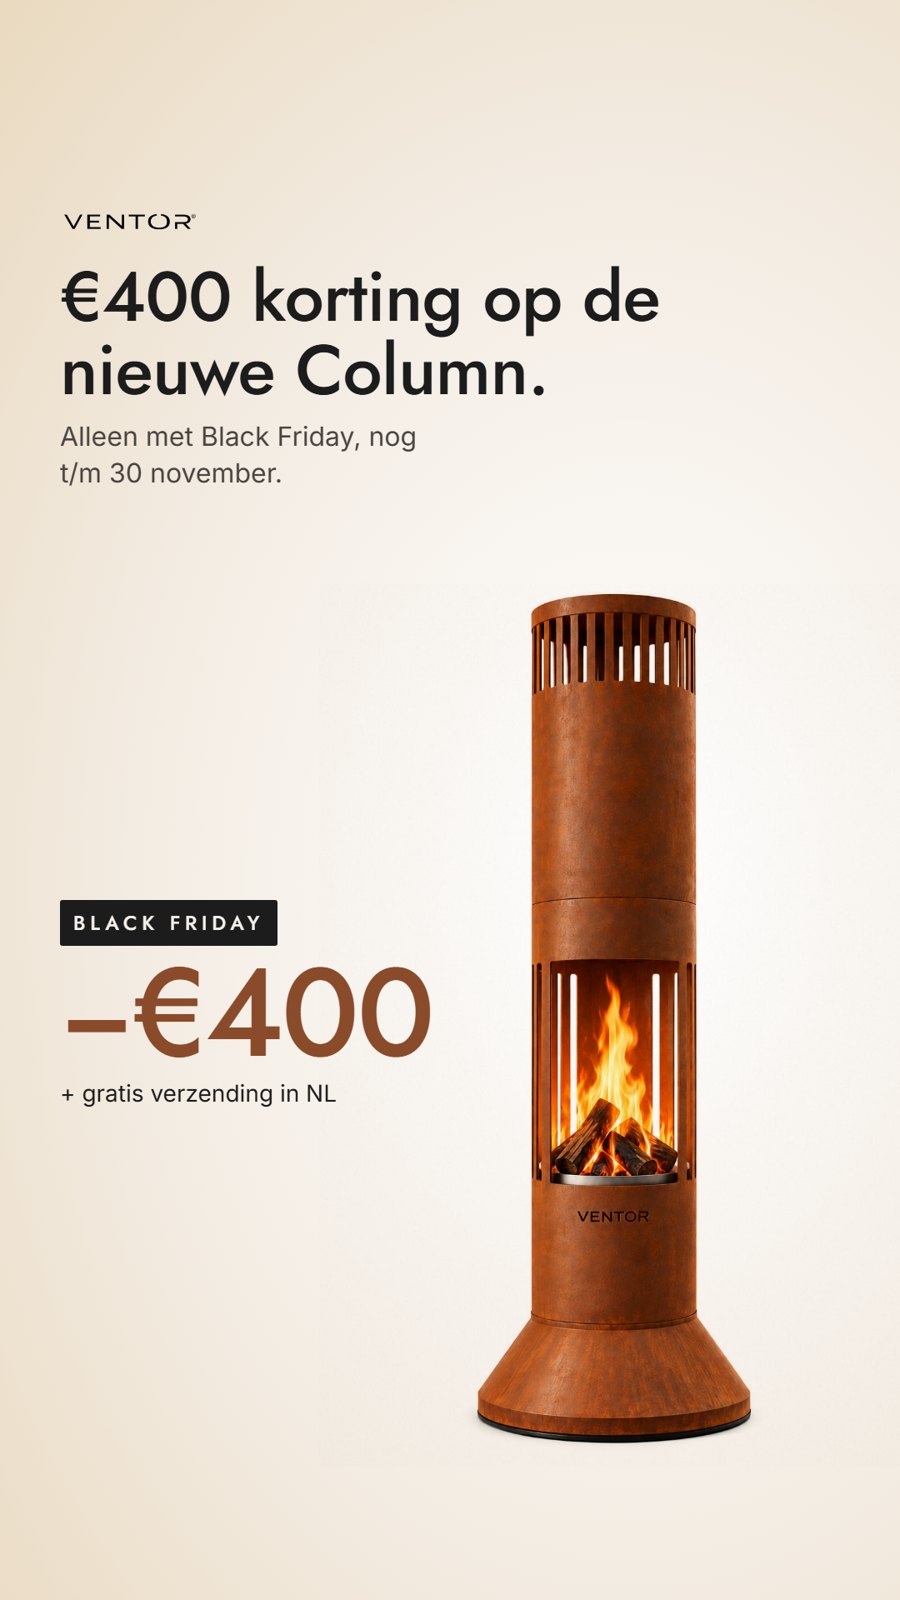 VENTOR®
€400 korting op de
nieuwe Column.
Alleen met Black Friday, nog
t/m 30 november.
BLACK FRIDAY
–€400
+ gratis verzending in NL
VENTOR